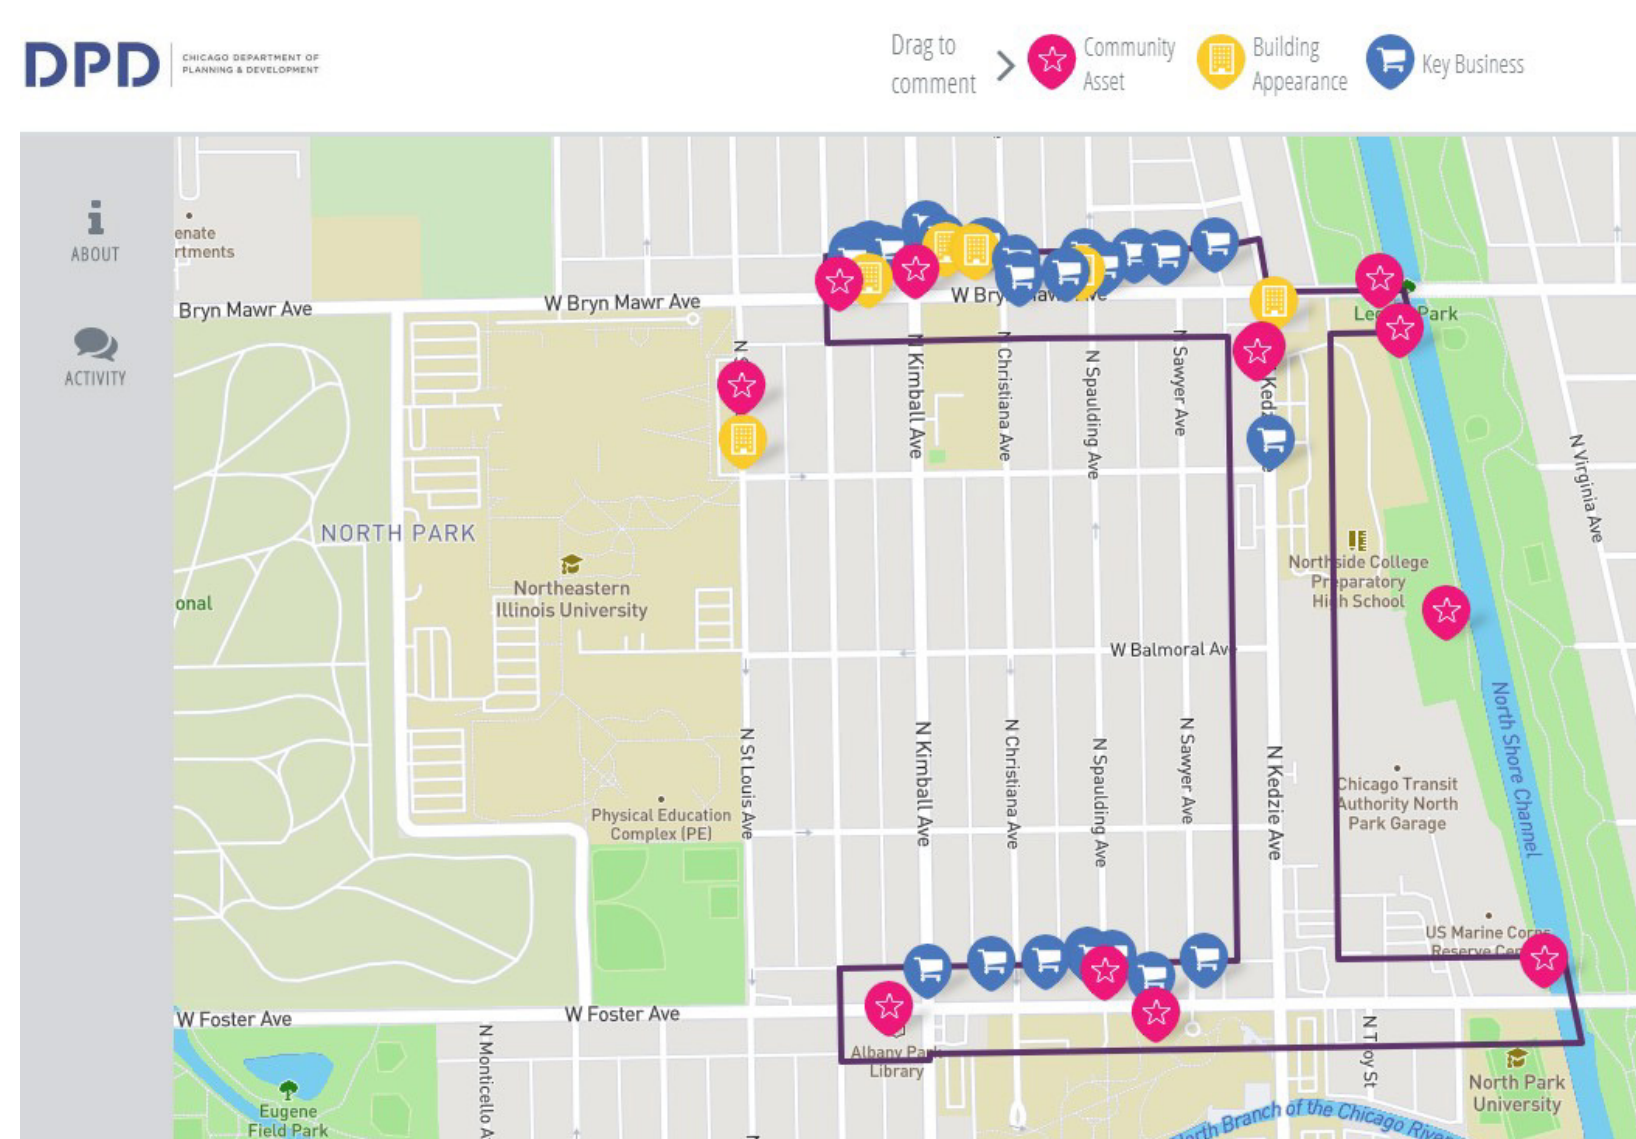 DPD
CHICAGO DEPARTMENT OF
PLANNING & DEVELOPMENT
Drag to
comment
Community
Asset
Building
Appearance
Key Business
ABOUT
ACTIVITY
enate
rtments
Bryn Mawr Ave
W Bryn Mawr Ave
Park
N Kimball Ave
N Christiana Ave
N Spaulding Ave
N Sawyer Ave
N Virginia Ave
NORTH PARK
Northeastern
Illinois University
onal
Northside College
Preparatory
High School
W Balmoral Av
North Shore Channel
N St Louis Ave
N Kimball Ave
N Christiana Ave
N Spaulding Ave
N Sawyer Ave
N Kedzie Ave
Chicago Transit
Authority North
Park Garage
Physical Education
Complex (PE)
US Marine Corps
Reserve Cen
W Foster Ave
W Foster Ave
N Monticello A
Albany Park
Library
N Troy St
North Park
University
Eugene
Field Park
orth Branch of the Chicago River